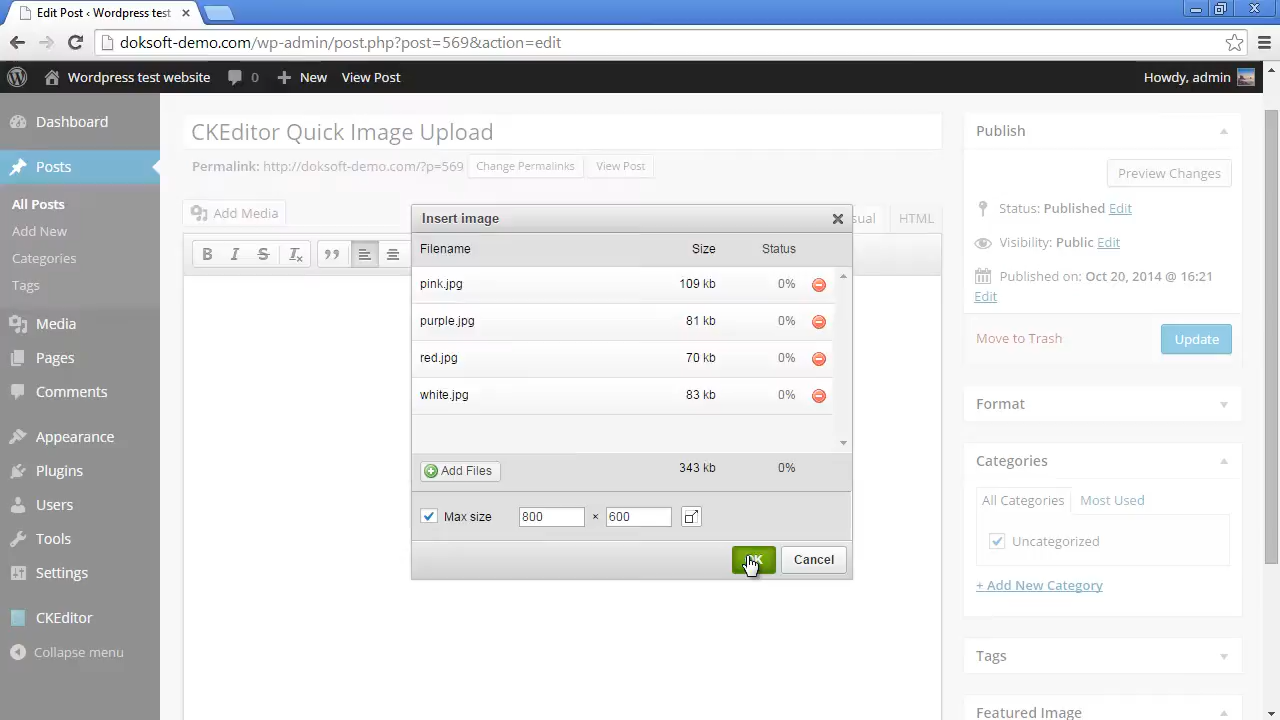 Edit Post ‹ Wordpress test
doksoft-demo.com/wp-admin/post.php?post=569&action=edit
Wordpress test website 0 New View Post Howdy, admin
Dashboard
Posts
All Posts
Add New
Categories
Tags
Media
Pages
Comments
Appearance
Plugins
Users
Tools
Settings
CKEditor
Collapse menu
CKEditor Quick Image Upload
Permalink: http://doksoft-demo.com/?p=569 Change Permalinks View Post
Add Media HTML
B I S Tx
Insert image
Filename Size Status
pink.jpg 109 kb 0%
purple.jpg 81 kb 0%
red.jpg 70 kb 0%
white.jpg 83 kb 0%
Add Files 343 kb 0%
Max size 800 × 600
Cancel
Publish
Preview Changes
Status: Published Edit
Visibility: Public Edit
Published on: Oct 20, 2014 @ 16:21
Edit
Move to Trash Update
Format
Categories
All Categories Most Used
Uncategorized
+ Add New Category
Tags
Featured Image